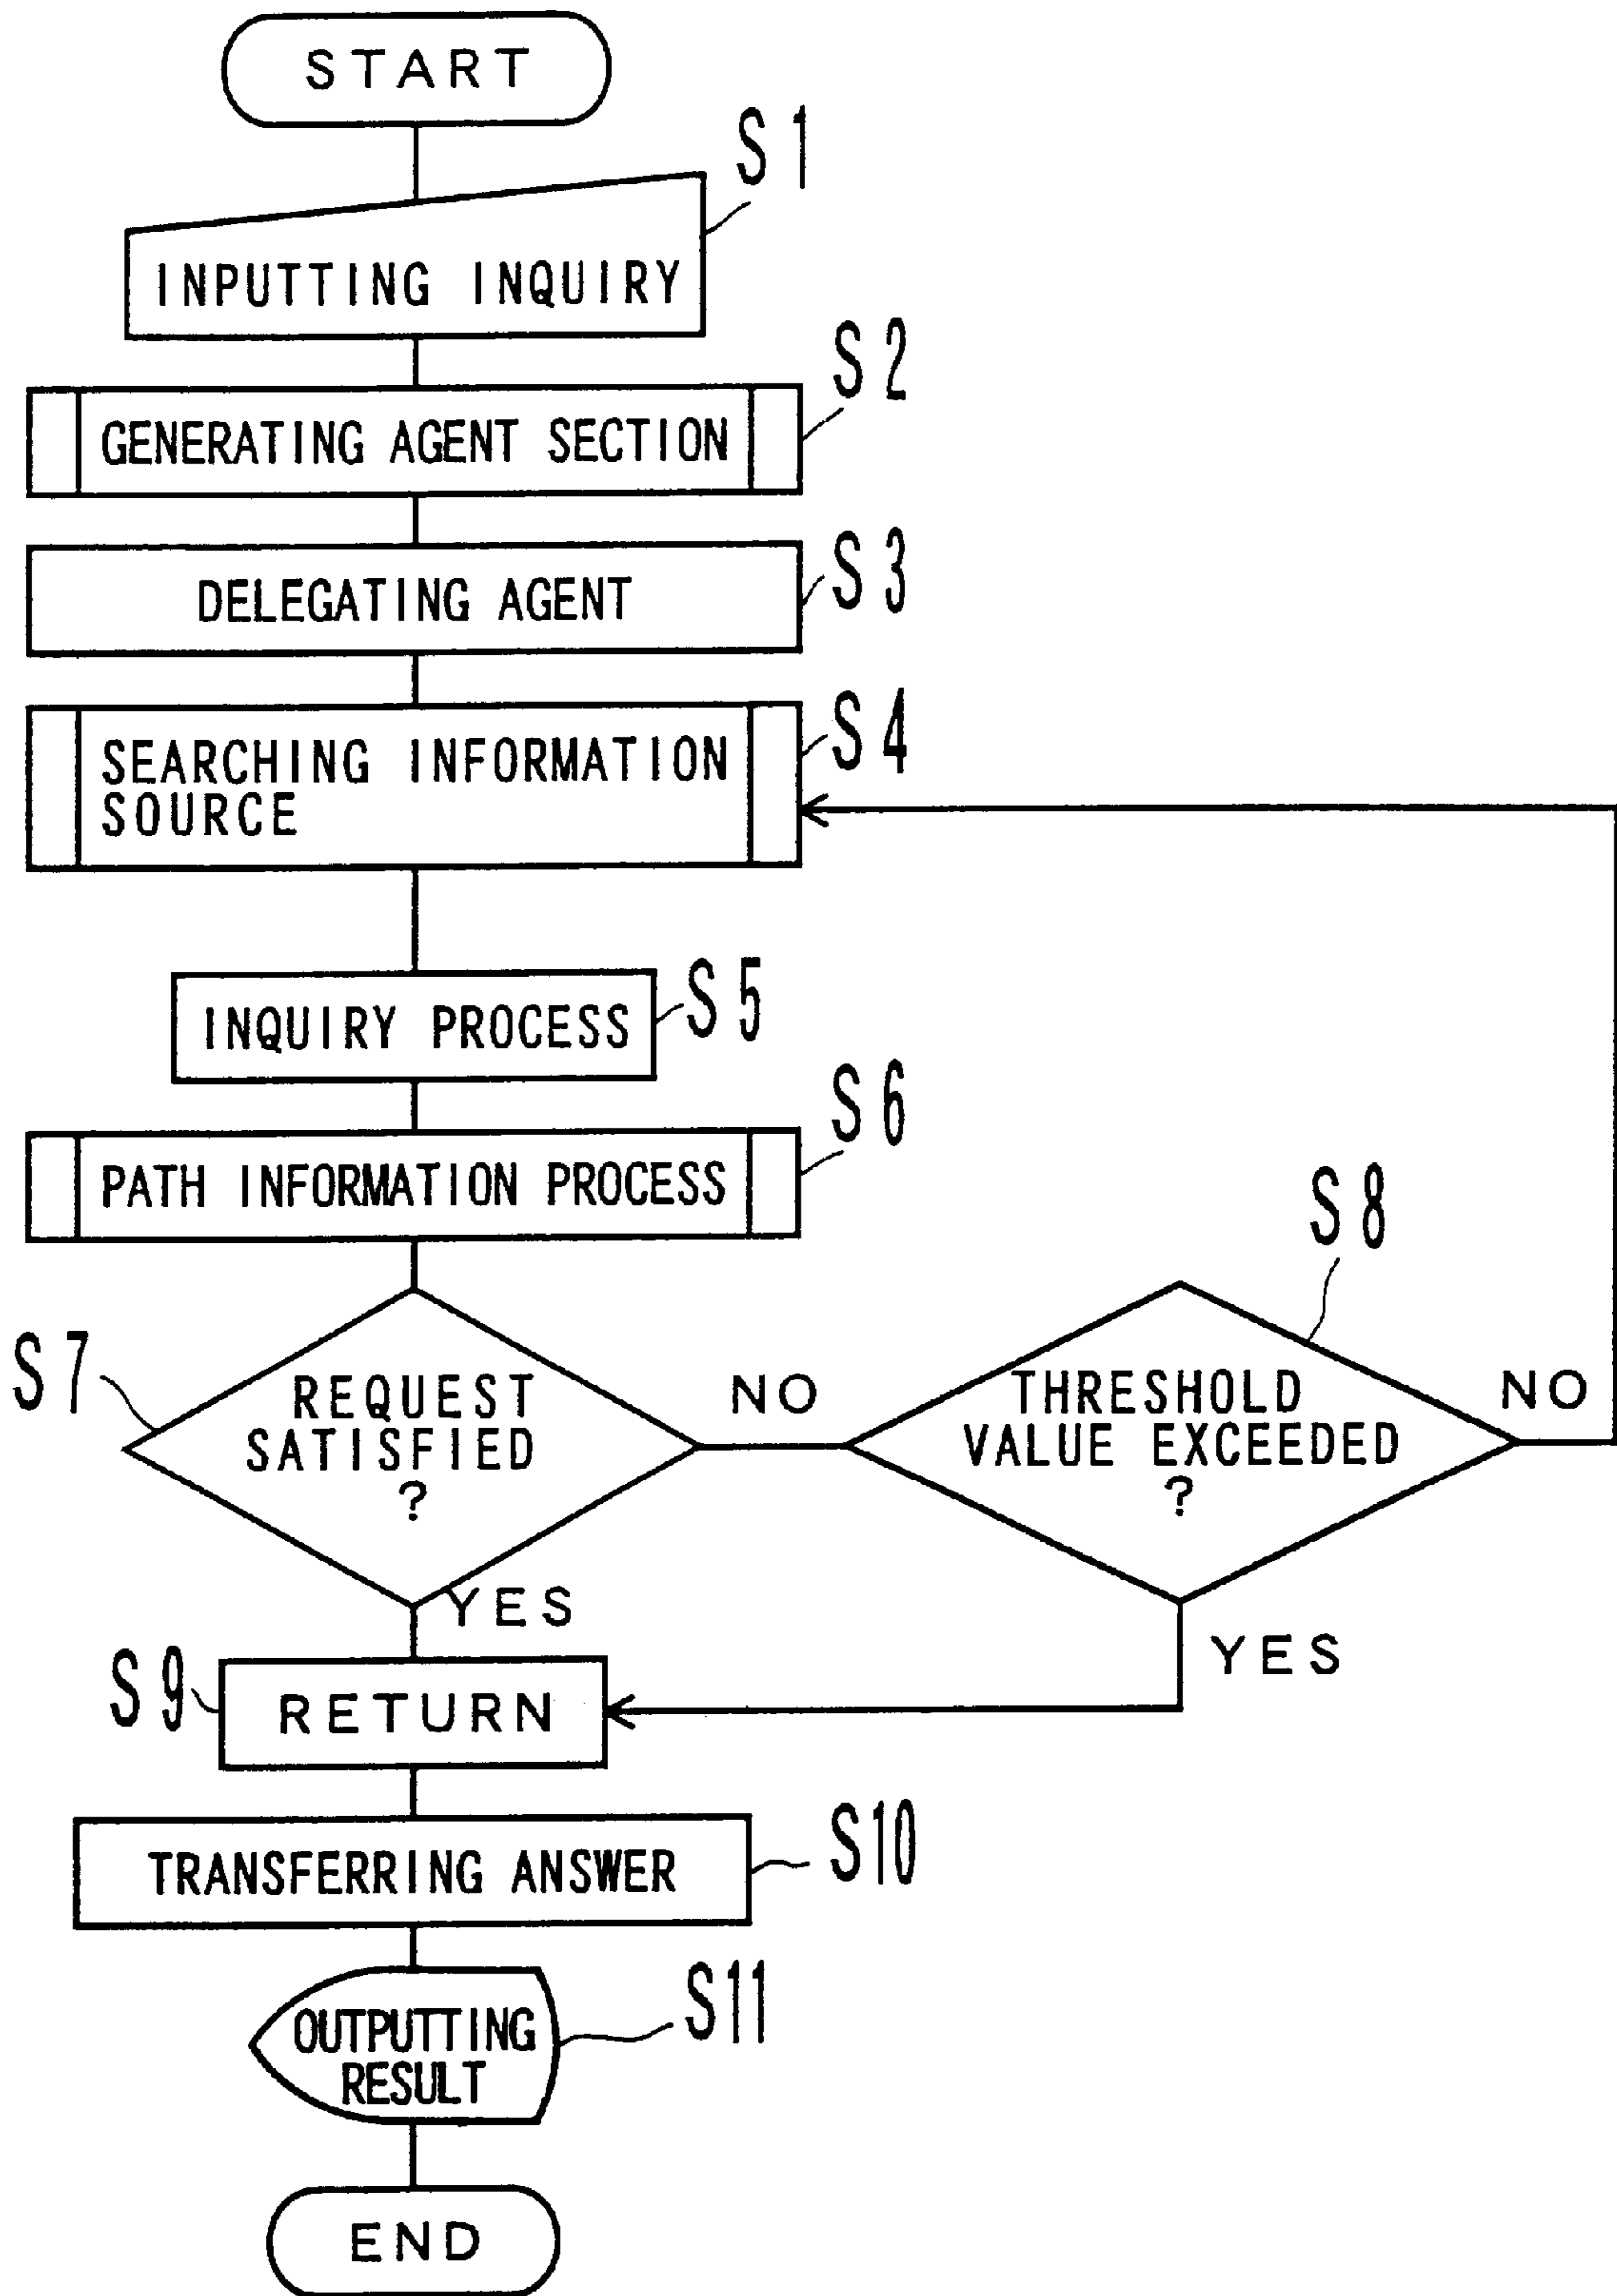 START
S1
INPUTTING INQUIRY
S2
GENERATING AGENT SECTION
S3
DELEGATING AGENT
S4
SEARCHING INFORMATION
SOURCE
S5
INQUIRY PROCESS
S6
PATH INFORMATION PROCESS
S7
REQUEST
SATISFIED
?
NO
S8
THRESHOLD
VALUE EXCEEDED
?
NO
YES
YES
S9
RETURN
S10
TRANSFERRING ANSWER
S11
OUTPUTTING
RESULT
END